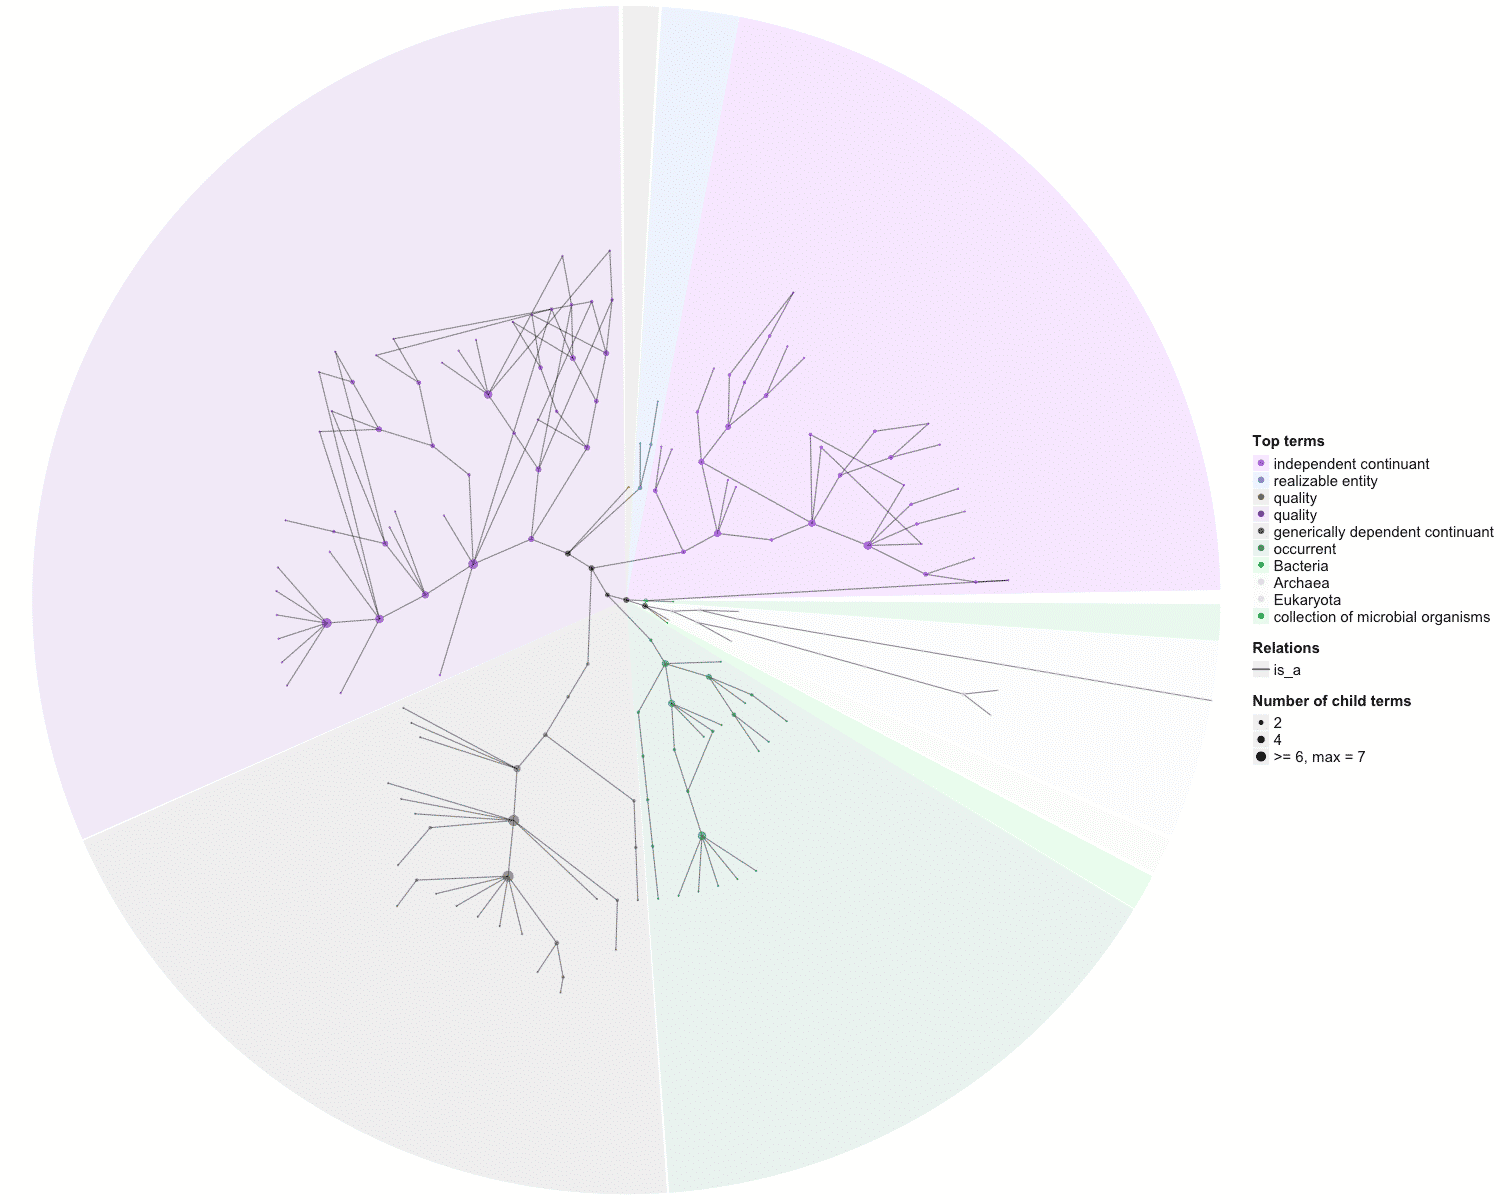 Top terms
independent continuant
realizable entity
quality
quality
generically dependent continuant
occurrent
Bacteria
Archaea
Eukaryota
collection of microbial organisms
Relations
is_a
Number of child terms
2
4
>= 6, max = 7